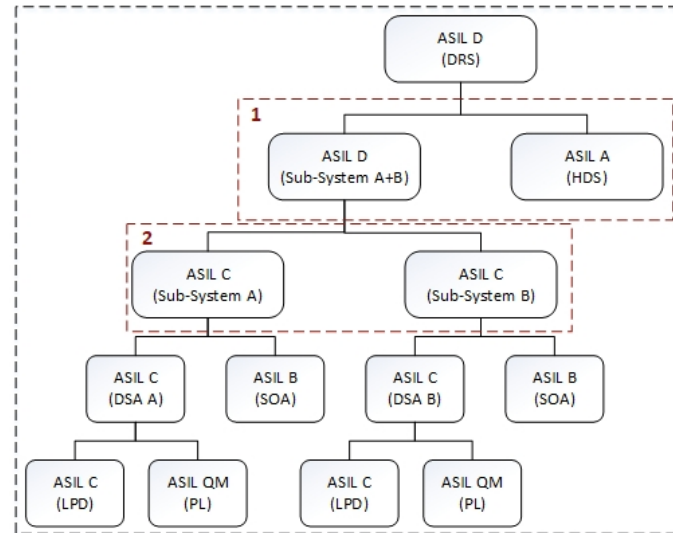 ASIL D
(DRS)
1
ASIL D
(Sub-System A+B)
ASIL A
(HDS)
2
ASIL C
(Sub-System A)
ASIL C
(Sub-System B)
ASIL C
(DSA A)
ASIL B
(SOA)
ASIL C
(DSA B)
ASIL B
(SOA)
ASIL C
(LPD)
ASIL QM
(PL)
ASIL C
(LPD)
ASIL QM
(PL)